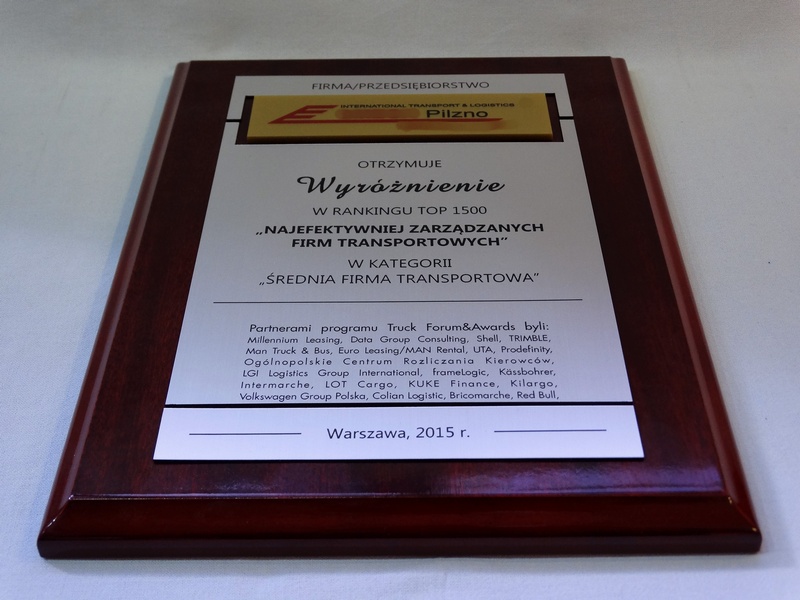 FIRMA/PRZEDSIĘBIORSTWO
INTERNATIONAL TRANSPORT & LOGISTICS
Pilzno
OTRZYMUJE
Wyróżnienie
W RANKINGU TOP 1500
„NAJEFEKTYWNIEJ ZARZĄDZANYCH
FIRM TRANSPORTOWYCH”
W KATEGORII
„ŚREDNIA FIRMA TRANSPORTOWA”
Partnerami programu Truck Forum&Awards byli:
Millennium Leasing, Data Group Consulting, Shell, TRIMBLE,
Man Truck & Bus, Euro Leasing/MAN Rental, UTA, Prodefinity,
Ogólnopolskie Centrum Rozliczania Kierowców,
LGI Logistics Group International, frameLogic, Kässbohrer,
Intermarche, LOT Cargo, KUKE Finance, Kilargo,
Volkswagen Group Polska, Colian Logistic, Bricomarche, Red Bull,
Warszawa, 2015 r.